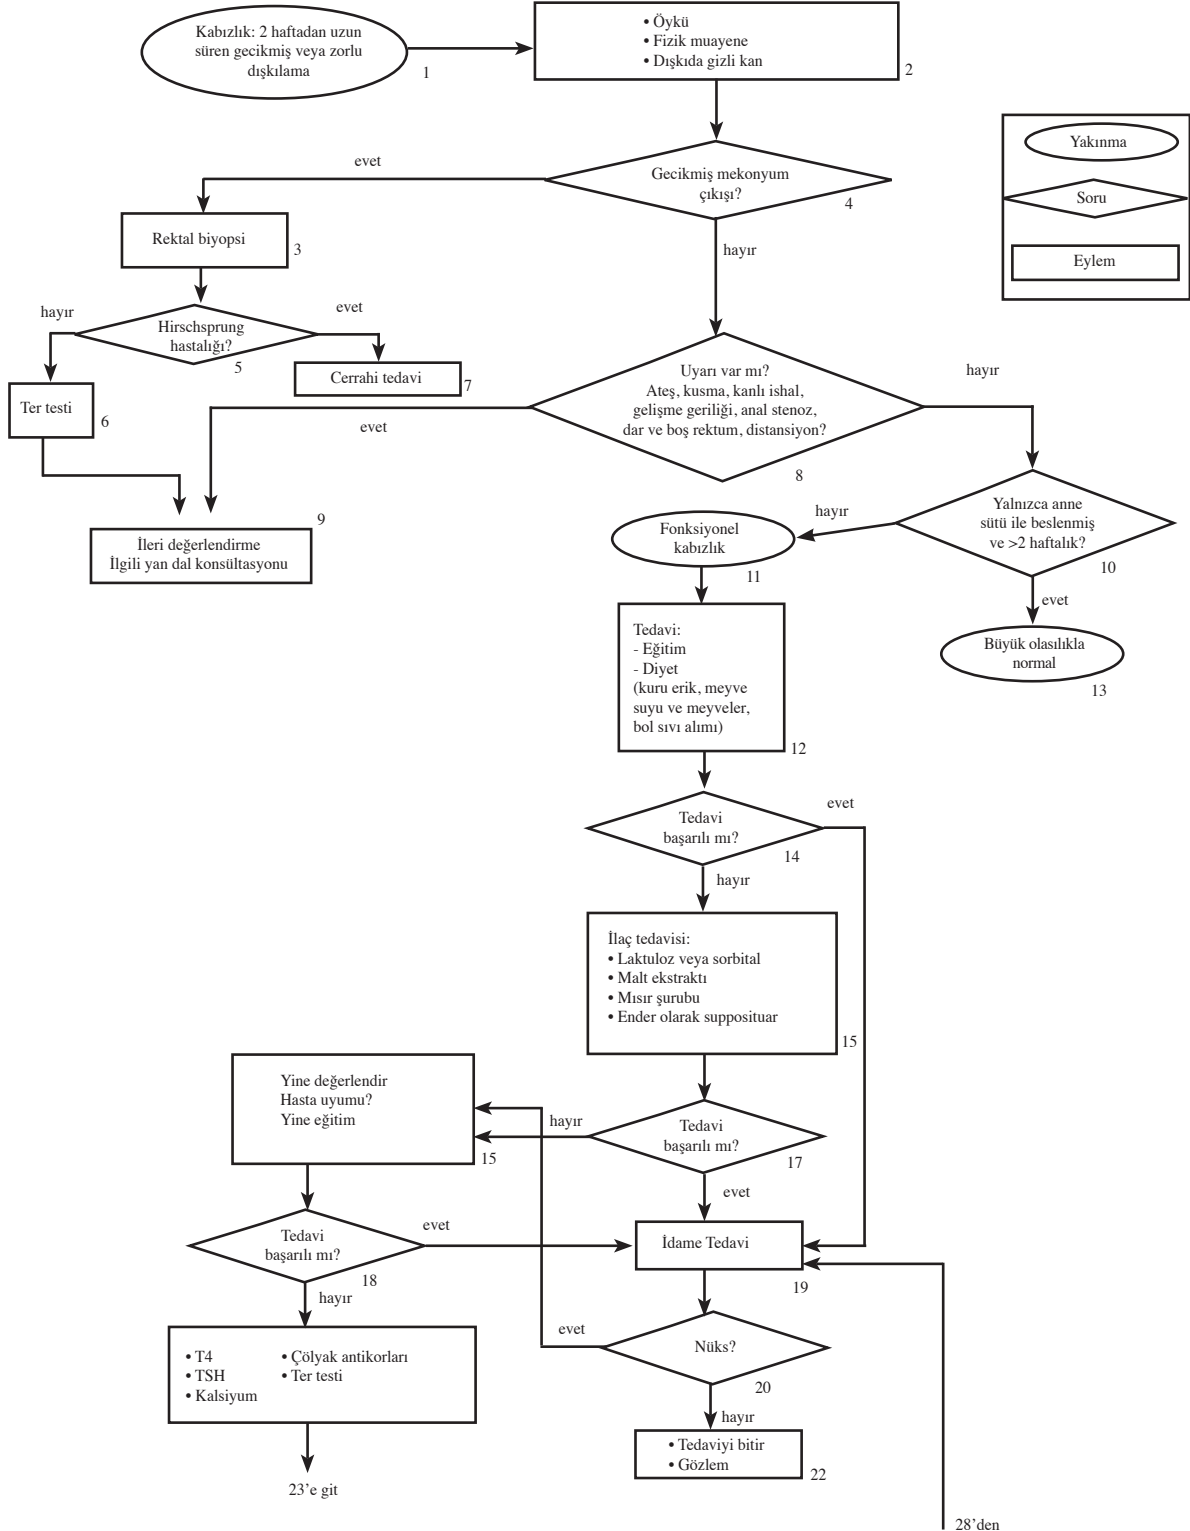 Kabızlık: 2 haftadan uzun
süren gecikmiş veya zorlu
dışkılama
1
• Öykü
• Fizik muayene
• Dışkıda gizli kan
2
Yakınma
Soru
Eylem
Gecikmiş mekonyum
çıkışı?
4
evet
hayır
Rektal biyopsi
3
Hirschsprung
hastalığı?
5
hayır
evet
Ter testi
6
Cerrahi tedavi
7
Uyarı var mı?
Ateş, kusma, kanlı ishal,
gelişme geriliği, anal stenoz,
dar ve boş rektum, distansiyon?
8
evet
hayır
9
İleri değerlendirme
İlgili yan dal konsültasyonu
Yalnızca anne
sütü ile beslenmiş
ve >2 haftalık?
10
hayır
evet
Fonksiyonel
kabızlık
11
Büyük olasılıkla
normal
13
Tedavi:
- Eğitim
- Diyet
(kuru erik, meyve
suyu ve meyveler,
bol sıvı alımı)
12
Tedavi
başarılı mı?
14
evet
hayır
İlaç tedavisi:
• Laktuloz veya sorbital
• Malt ekstraktı
• Mısır şurubu
• Ender olarak supposituar
15
Tedavi
başarılı mı?
17
hayır
evet
Yine değerlendir
Hasta uyumu?
Yine eğitim
15
Tedavi
başarılı mı?
18
evet
hayır
İdame Tedavi
19
Nüks?
20
evet
hayır
• T4
• TSH
• Kalsiyum
• Çölyak antikorları
• Ter testi
23’e git
• Tedaviyi bitir
• Gözlem
22
28’den